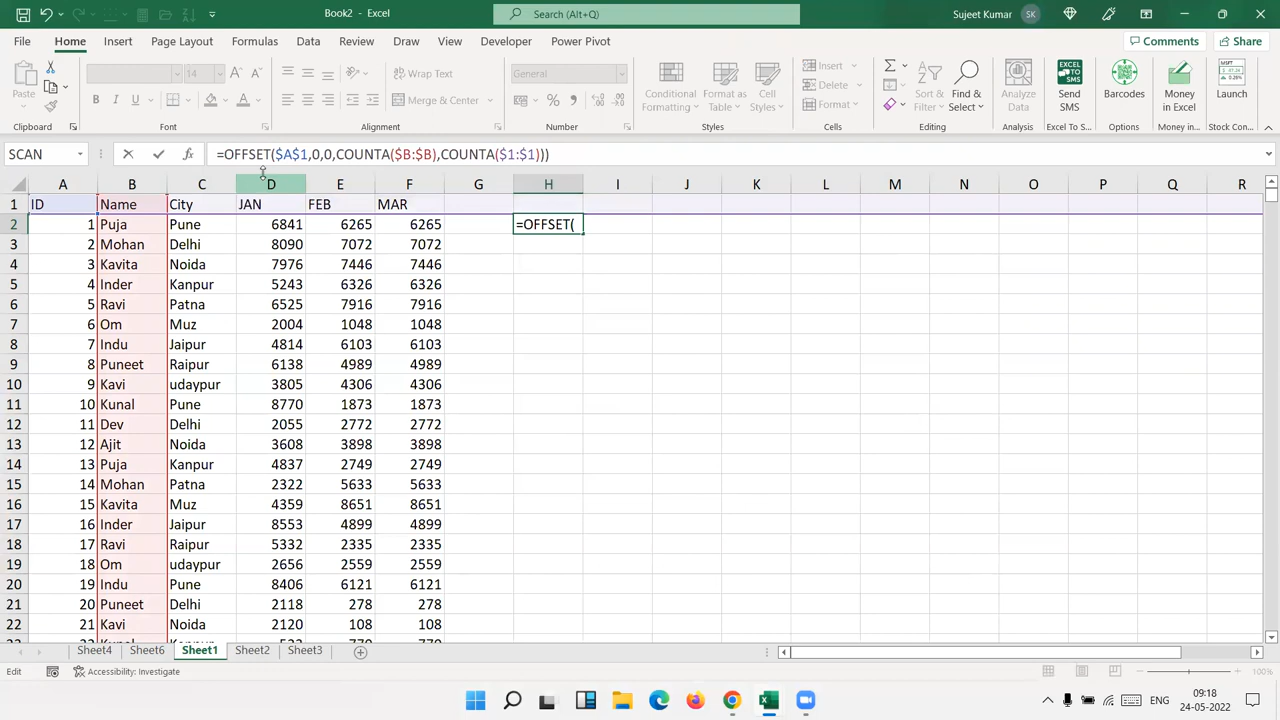 Book2 - Excel
Search (Alt+Q)
Sujeet Kumar
SK
File Home Insert Page Layout Formulas Data Review View Draw Developer Power Pivot
Comments
Share
Paste
14
Wrap Text
Merge & Center
General
Conditional Formatting
Format as Table
Cell Styles
Insert
Delete
Format
Sort & Filter
Find & Select
Analyze Data
Send SMS
Barcodes
Money in Excel
Launch
Clipboard Font Alignment Number Styles Cells Editing Analysis Excel To S... Barcode Money Stock Con...
SCAN =OFFSET($A$1,0,0,COUNTA($B:$B),COUNTA($1:$1)))
A B C D E F G H I J K L M N O P Q R
1 ID Name City JAN FEB MAR
2 1 Puja Pune 6841 6265 6265 =OFFSET(
3 2 Mohan Delhi 8090 7072 7072
4 3 Kavita Noida 7976 7446 7446
5 4 Inder Kanpur 5243 6326 6326
6 5 Ravi Patna 6525 7916 7916
7 6 Om Muz 2004 1048 1048
8 7 Indu Jaipur 4814 6103 6103
9 8 Puneet Raipur 6138 4989 4989
10 9 Kavi udaypur 3805 4306 4306
11 10 Kunal Pune 8770 1873 1873
12 11 Dev Delhi 2055 2772 2772
13 12 Ajit Noida 3608 3898 3898
14 13 Puja Kanpur 4837 2749 2749
15 14 Mohan Patna 2322 5633 5633
16 15 Kavita Muz 4359 8651 8651
17 16 Inder Jaipur 8553 4899 4899
18 17 Ravi Raipur 5332 2335 2335
19 18 Om udaypur 2656 2559 2559
20 19 Indu Pune 8406 6121 6121
21 20 Puneet Delhi 2118 278 278
22 21 Kavi Noida 2120 108 108
Sheet4 Sheet6 Sheet1 Sheet2 Sheet3
Edit Accessibility: Investigate 100%
ENG 09:18
24-05-2022